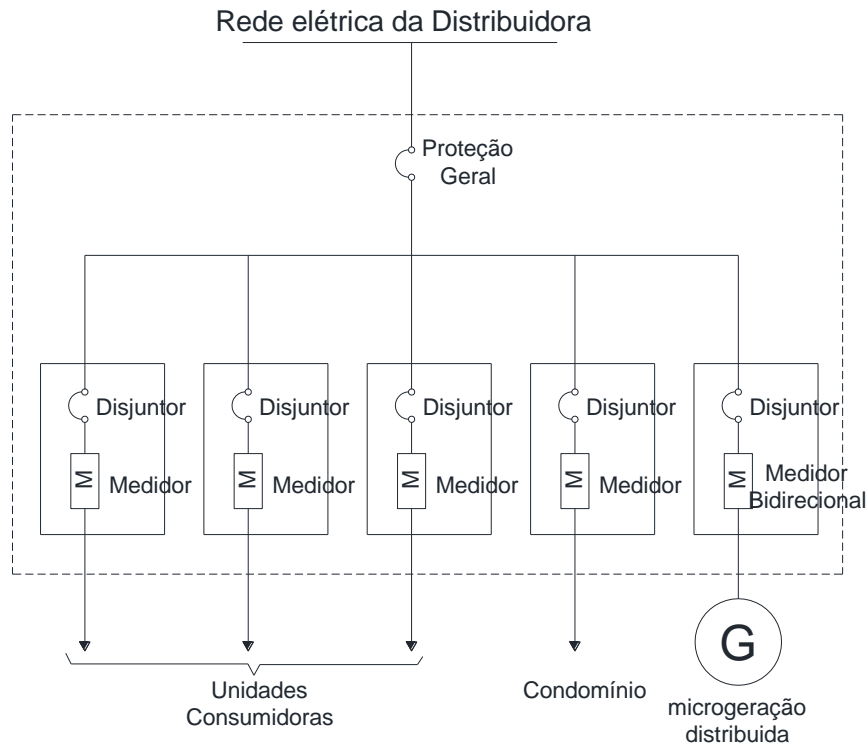 Rede elétrica da Distribuidora
Proteção
Geral
Disjuntor
Disjuntor
Disjuntor
Disjuntor
Disjuntor
M
Medidor
M
Medidor
M
Medidor
M
Medidor
M
Medidor
Bidirecional
G
Unidades
Consumidoras
Condomínio
microgeração
distribuida